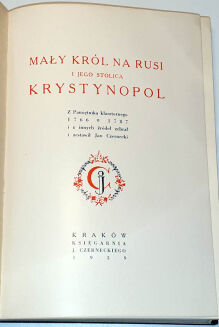 MAŁY KRÓL NA RUSI
I JEGO STOLICA
KRYSTYNOPOL
Z Pamiętnika klasztornego
1766 - 1787
i z innych źródeł zebrał
i zestawił Jan Czernecki
KRAKÓW
KSIĘGARNIA
J. CZERNECKIEGO